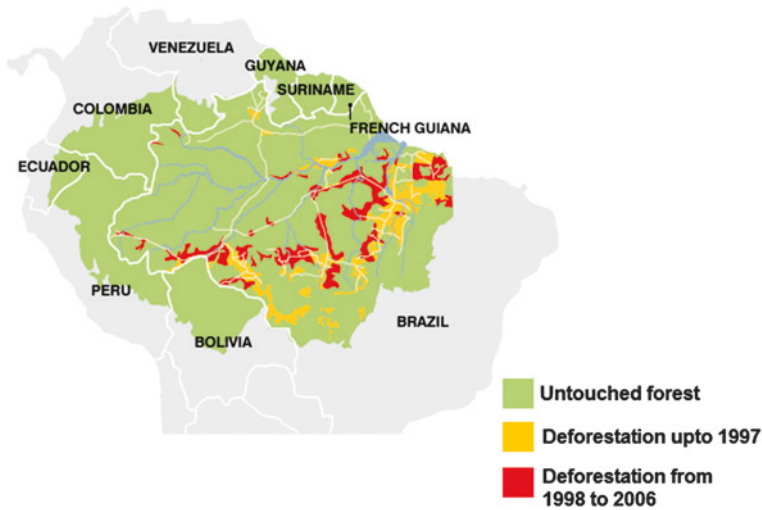 VENEZUELA
GUYANA
SURINAME
COLOMBIA
FRENCH GUIANA
ECUADOR
PERU
BRAZIL
BOLIVIA
Untouched forest
Deforestation upto 1997
Deforestation from
1998 to 2006